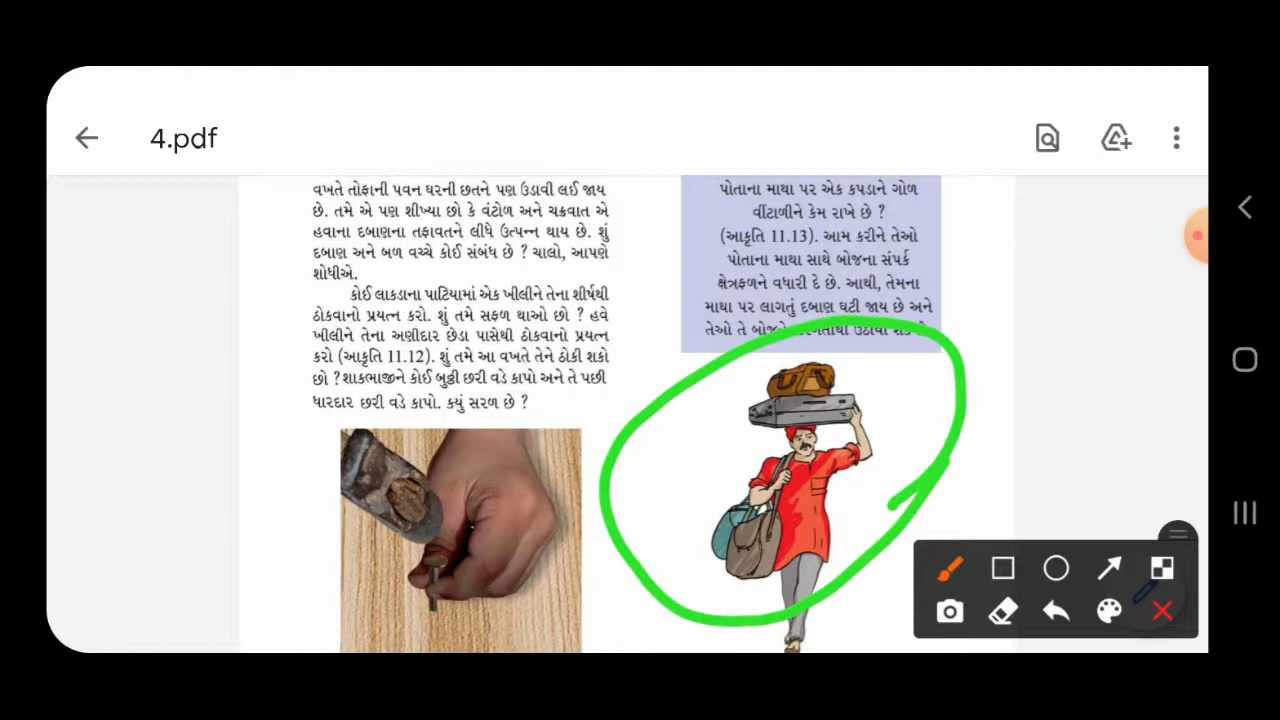 4.pdf
વખતે તોફાની પવન ઘરની છતને પણ ઉડાવી લઈ જાય
છે. તમે એ પણ શીખ્યા છો કે વંટોળ અને ચક્રવાત એ
હવાના દબાણના તફાવતને લીધે ઉત્પન્ન થાય છે. શું
દબાણ અને બળ વચ્ચે કોઈ સંબંધ છે ? ચાલો, આપણે
શોધીએ.
કોઈ લાકડાના પાટિયામાં એક ખીલીને તેના શીર્ષથી
ઠોકવાનો પ્રયત્ન કરો. શું તમે સફળ થાઓ છો ? હવે
ખીલીને તેના અણીદાર છેડા પાસેથી ઠોકવાનો પ્રયત્ન
કરો (આકૃતિ 11.12). શું તમે આ વખતે તેને ઠોકી શકો
છો ? શાકભાજીને કોઈ બુઠ્ઠી છરી વડે કાપો અને તે પછી
ધારદાર છરી વડે કાપો. કયું સરળ છે ?
પોતાના માથા પર એક કપડાને ગોળ
વીંટાળીને કેમ રાખે છે ?
(આકૃતિ 11.13). આમ કરીને તેઓ
પોતાના માથા સાથે બોજના સંપર્ક
ક્ષેત્રફળને વધારી દે છે. આથી, તેમના
માથા પર લાગતું દબાણ ઘટી જાય છે અને
તેઓ તે બોજને